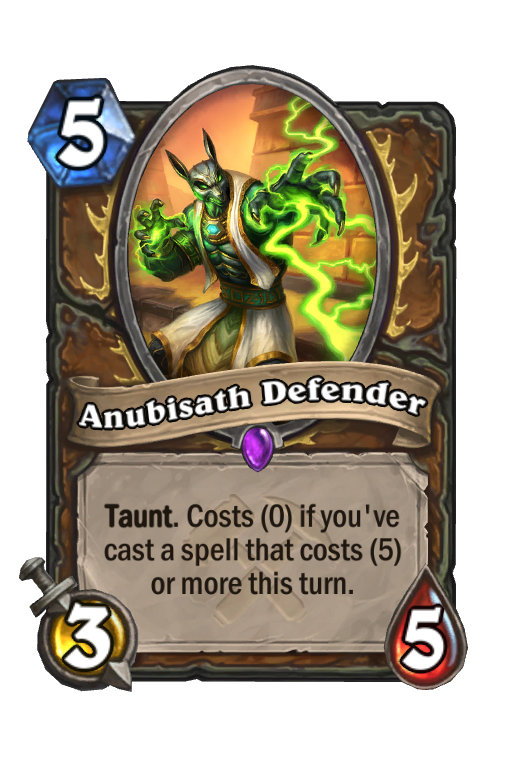 5
Anubisath Defender
Taunt. Costs (0) if you've
cast a spell that costs (5)
or more this turn.
3
5